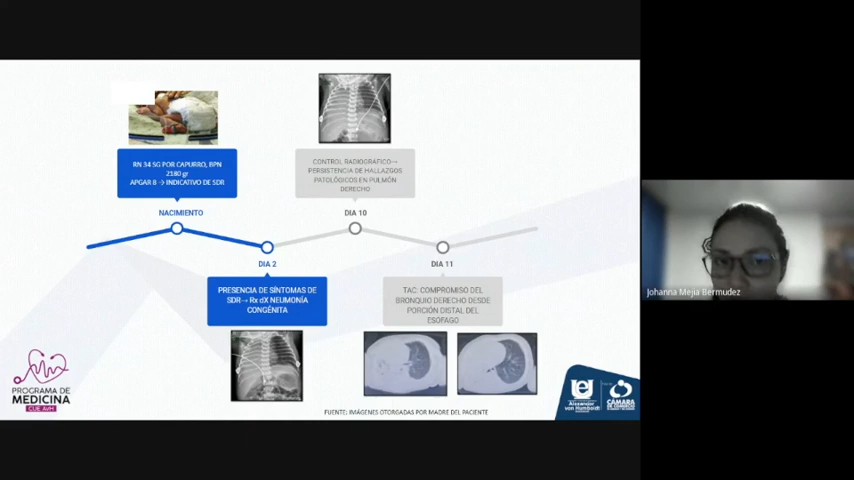 RN 34 SG POR CAPURRO, BPN
2180 gr
APGAR 8 → INDICATIVO DE SDR
NACIMIENTO
CONTROL RADIOGRAFICO→
PERSISTENCIA DE HALLAZGOS
PATOLÓGICOS EN PULMÓN
DERECHO
DIA 10
DIA 2
PRESENCIA DE SÍNTOMAS DE
SDR→ Rx dX NEUMONÍA
CONGÉNITA
DIA 11
TAC: COMPROMISO DEL
BRONQUIO DERECHO DESDE
PORCIÓN DISTAL DEL
ESÓFAGO
FUENTE: IMÁGENES OTORGADAS POR MADRE DEL PACIENTE
PROGRAMA DE
MEDICINA
CUE AVH
Alexander
von Humboldt
CÁMARA
DE COMERCIO
Johanna Mejia Bermudez